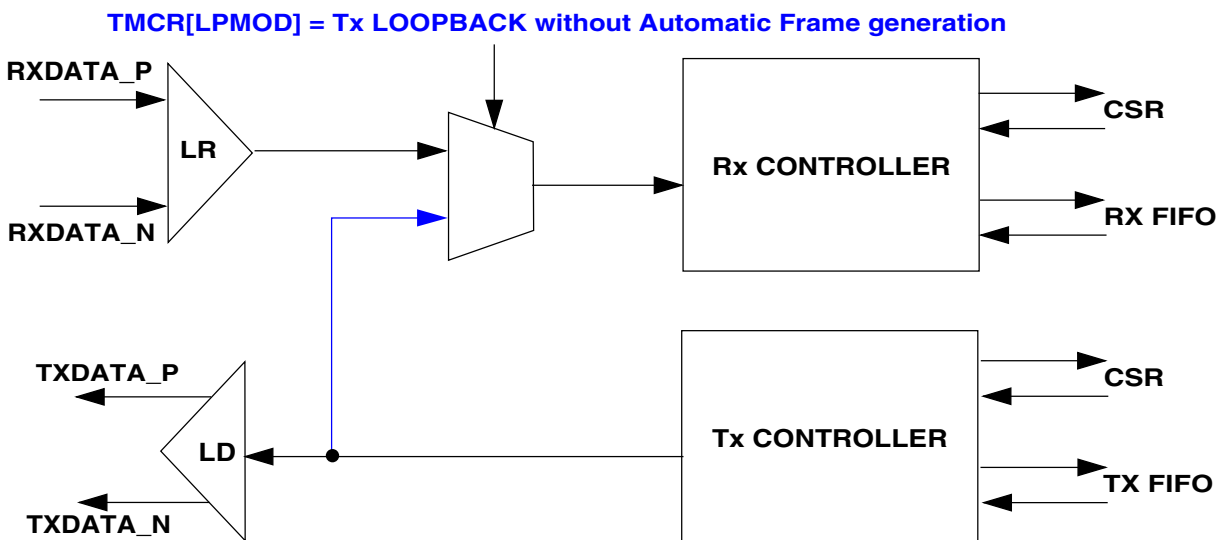 TMCR[LPMOD] = Tx LOOPBACK without Automatic Frame generation
RXDATA_P
LR
RXDATA_N
Rx CONTROLLER
CSR
RX FIFO
TXDATA_P
LD
TXDATA_N
Tx CONTROLLER
CSR
TX FIFO